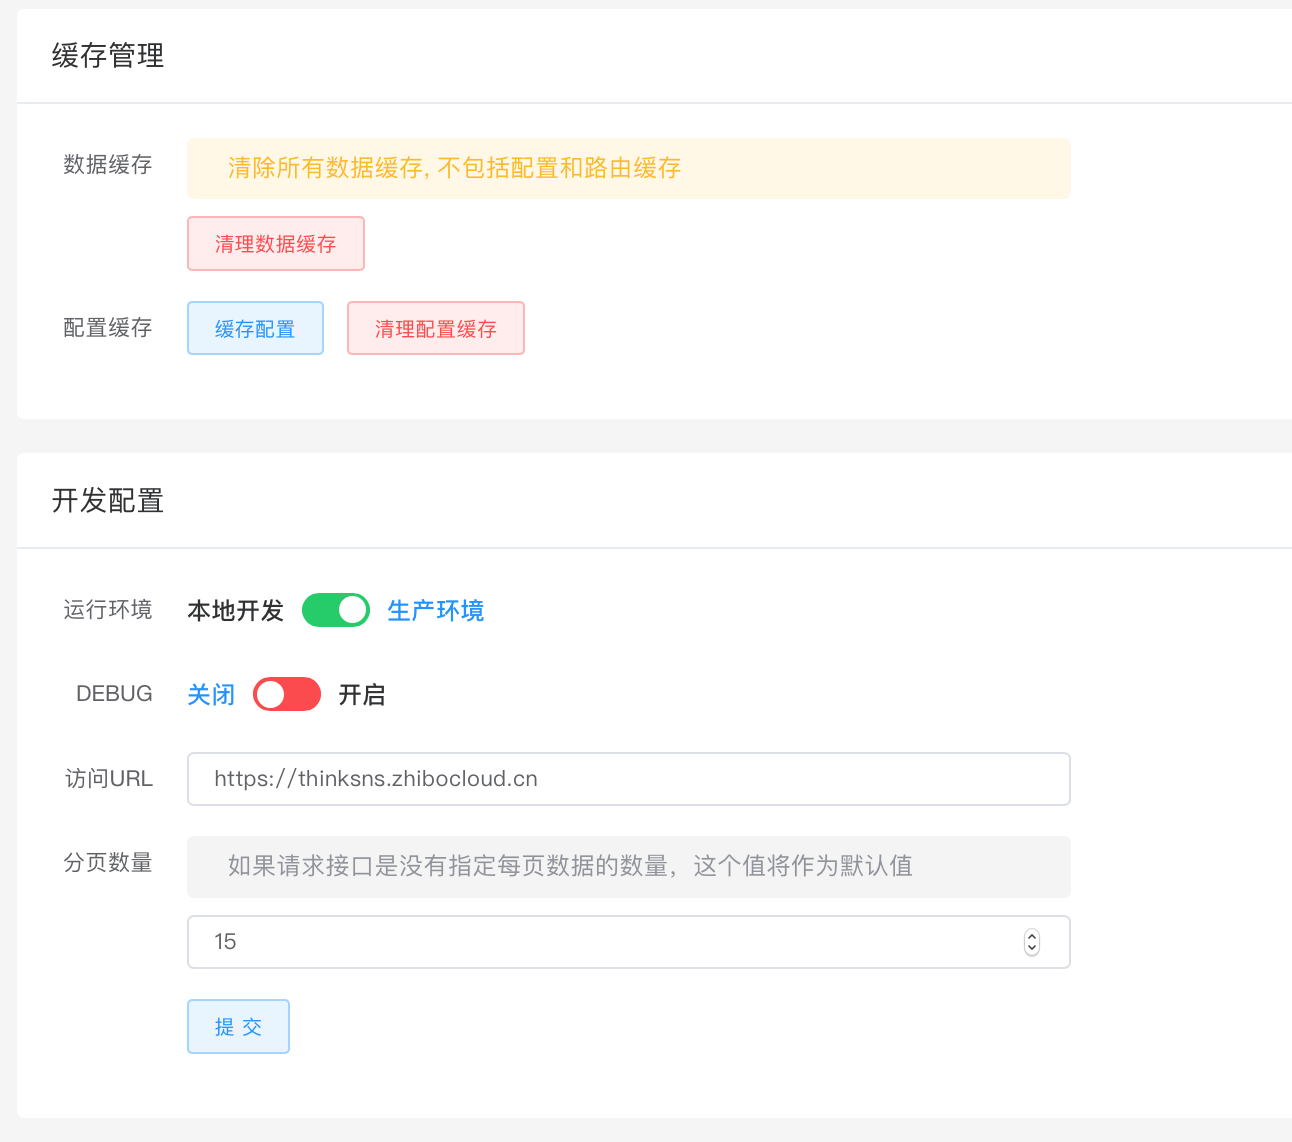 缓存管理
数据缓存
清除所有数据缓存, 不包括配置和路由缓存
清理数据缓存
配置缓存 缓存配置 清理配置缓存
开发配置
运行环境 本地开发 生产环境
DEBUG 关闭 开启
访问URL https://thinksns.zhibocloud.cn
分页数量 如果请求接口是没有指定每页数据的数量，这个值将作为默认值
15
提 交